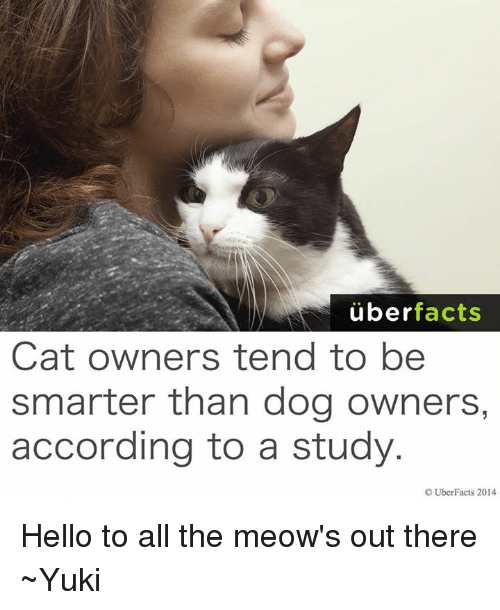 überfacts
Cat owners tend to be
smarter than dog owners,
according to a study.
© UberFacts 2014
Hello to all the meow's out there
~Yuki